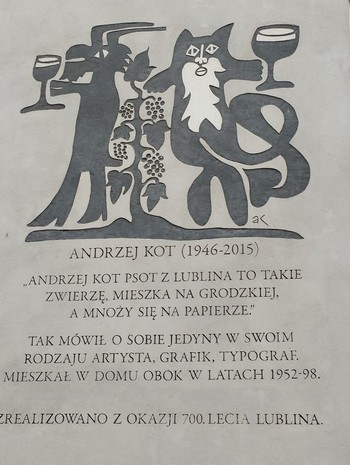 aK
ANDRZEJ KOT (1946-2015)
„ANDRZEJ KOT PSOT Z LUBLINA TO TAKIE
ZWIERZĘ, MIESZKA NA GRODZKIEJ,
A MNOŻY SIĘ NA PAPIERZE."
TAK MÓWIŁ O SOBIE JEDYNY W SWOIM
RODZAJU ARTYSTA, GRAFIK, TYPOGRAF.
MIESZKAŁ W DOMU OBOK W LATACH 1952-98.
ZREALIZOWANO Z OKAZJI 700.LECIA LUBLINA.